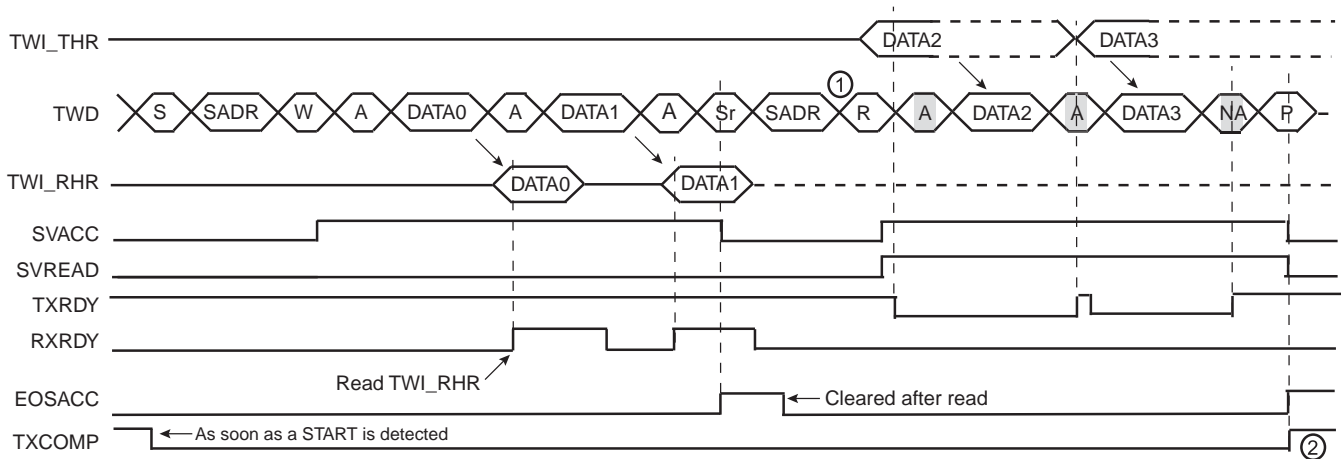 TWI_THR DATA2 DATA3
①
TWD S SADR W A DATA0 A DATA1 A Sr SADR R A DATA2 A DATA3 NA P
TWI_RHR DATA0 DATA1
SVACC
SVREAD
TXRDY
RXRDY
Read TWI_RHR
EOSACC Cleared after read
TXCOMP As soon as a START is detected ②